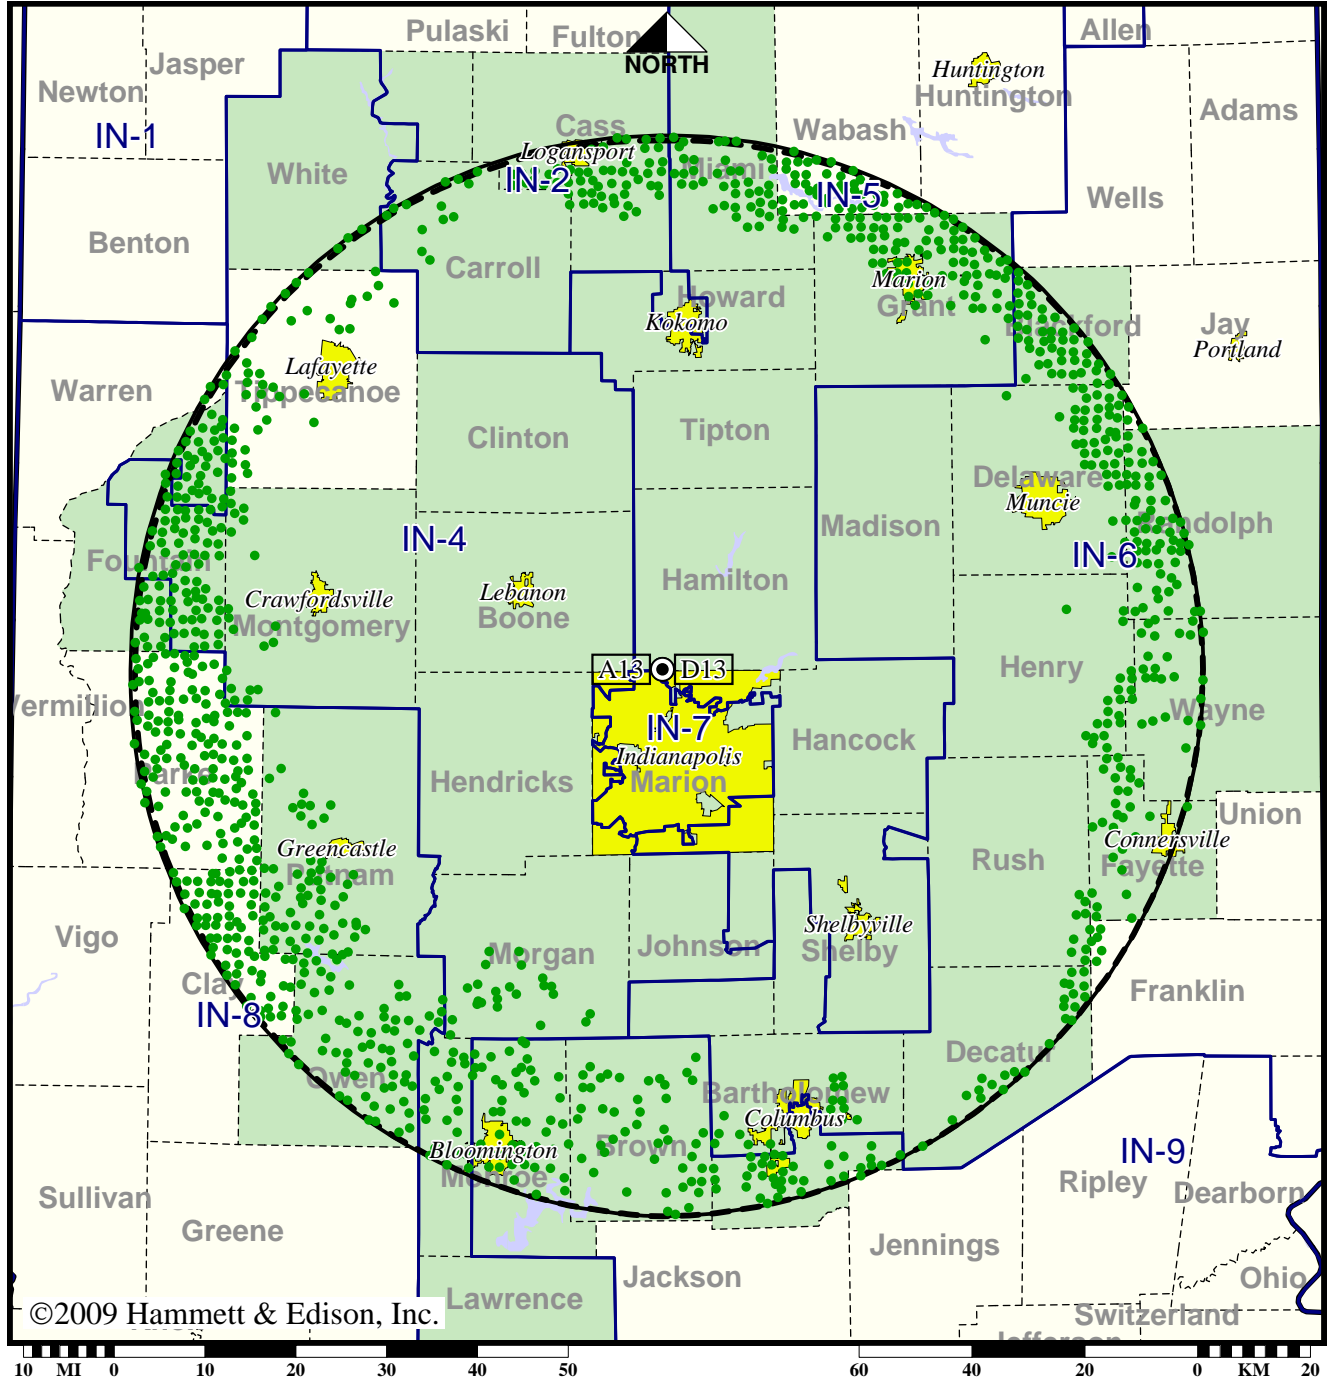 Pulaski
Fulton
Allen
NORTH
Jasper
Newton
Huntington
Huntington
Adams
IN-1
Cass
Wabash
Logansport
White
IN-2
Miami
IN-5
Wells
Benton
Carroll
Marion
Grant
Howard
Kokomo
Blackford
Jay
Portland
Lafayette
Tippecanoe
Warren
Clinton
Tipton
Delaware
Muncie
Madison
Randolph
IN-4
IN-6
Fountain
Hamilton
Crawfordsville
Montgomery
Lebanon
Boone
A13
D13
Henry
Vermillion
Wayne
IN-7
Indianapolis
Marion
Hancock
Parke
Hendricks
Union
Greencastle
Putnam
Rush
Connersville
Fayette
Vigo
Morgan
Johnson
Shelbyville
Shelby
Clay
IN-8
Franklin
Owen
Decatur
Bartholomew
Columbus
Bloomington
Monroe
Brown
IN-9
Ripley
Dearborn
Sullivan
Greene
Jennings
Jackson
Ohio
Lawrence
Switzerland
©2009 Hammett & Edison, Inc.
Jefferson
10 MI 0 10 20 30 40 50
60 40 20 0 KM 20